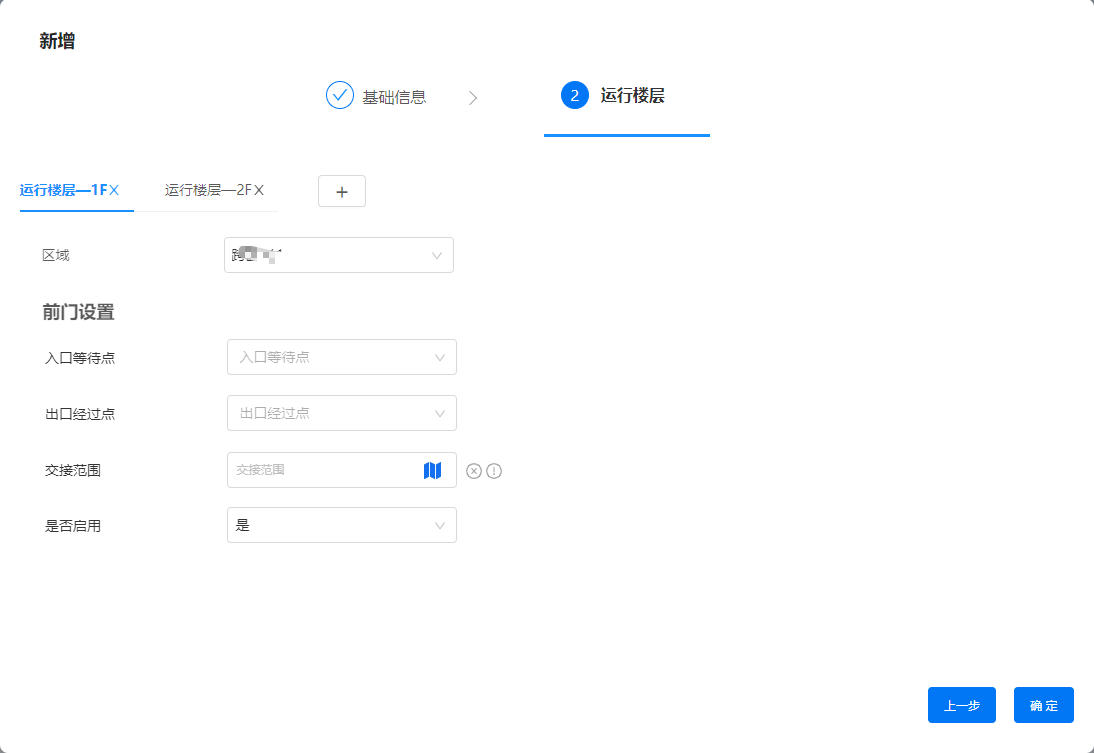 新增
基础信息
2 运行楼层
运行楼层—1F X 运行楼层—2F X +
区域
前门设置
入口等待点 入口等待点
出口经过点 出口经过点
交接范围 交接范围
是否启用 是
上一步 确定